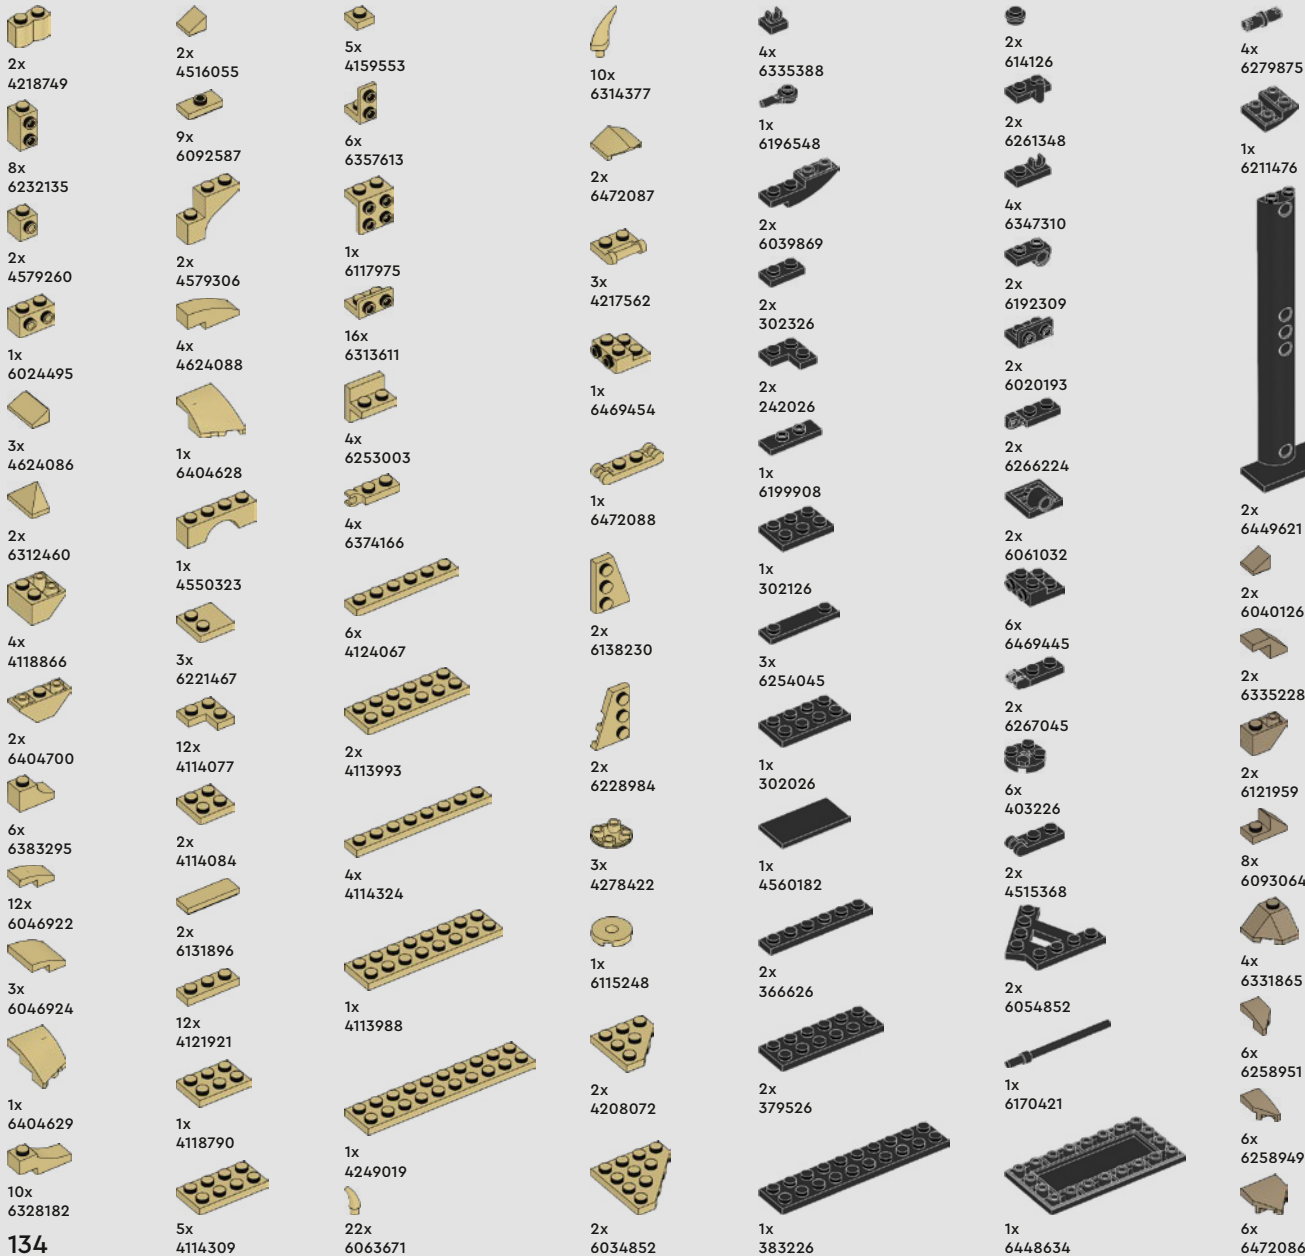 2x
4218749
8x
6232135
2x
4579260
1x
6024495
3x
4624086
2x
6312460
4x
4118866
2x
6404700
6x
6383295
12x
6046922
3x
6046924
1x
6404629
10x
6328182
134
2x
4516055
9x
6092587
2x
4579306
4x
4624088
1x
6404628
1x
4550323
3x
6221467
12x
4114077
2x
4114084
2x
6131896
12x
4121921
1x
4118790
5x
4114309
5x
4159553
6x
6357613
1x
6117975
16x
6313611
4x
6253003
4x
6374166
6x
4124067
2x
4113993
4x
4114324
1x
4113988
1x
4249019
22x
6063671
10x
6314377
2x
6472087
3x
4217562
1x
6469454
1x
6472088
2x
6138230
2x
6228984
3x
4278422
1x
6115248
2x
4208072
2x
6034852
4x
6335388
1x
6196548
2x
6039869
2x
302326
2x
242026
1x
6199908
1x
302126
3x
6254045
1x
302026
1x
4560182
2x
366626
2x
379526
1x
383226
2x
614126
2x
6261348
4x
6347310
2x
6192309
2x
6020193
2x
6266224
2x
6061032
6x
6469445
2x
6267045
6x
403226
2x
4515368
2x
6054852
1x
6170421
1x
6448634
4x
6279875
1x
6211476
2x
6449621
2x
6040126
2x
6335228
2x
6121959
8x
6093064
4x
6331865
6x
6258951
6x
6258949
6x
6472086